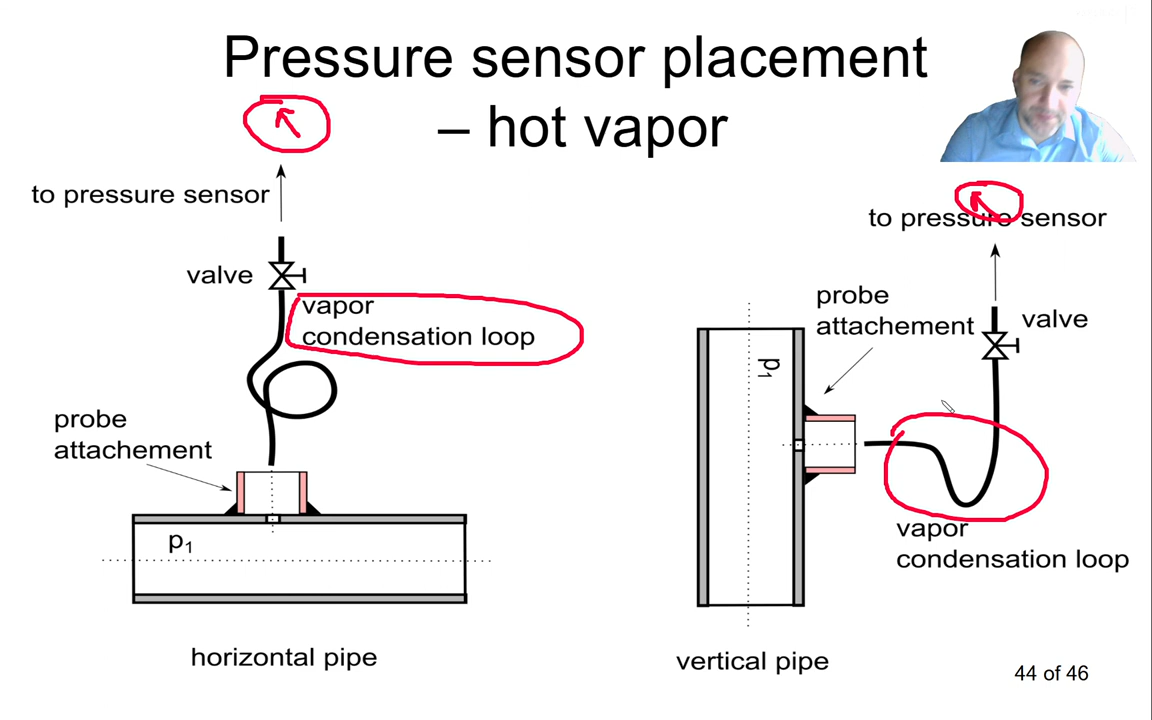 Pressure sensor placement
– hot vapor
to pressure sensor
valve
vapor
condensation loop
probe
attachement
p1
horizontal pipe
to pressure sensor
probe
attachement
valve
p1
vapor
condensation loop
vertical pipe
44 of 46